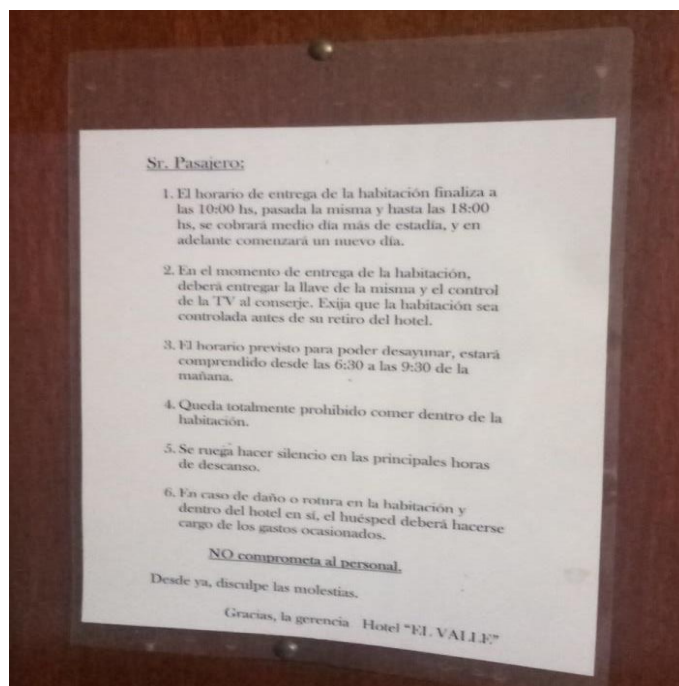 Sr. Pasajero:
1. El horario de entrega de la habitación finaliza a
las 10:00 hs, pasada la misma y hasta las 18:00
hs, se cobrará medio día más de estadía, y en
adelante comenzará un nuevo día.
2. En el momento de entrega de la habitación,
deberá entregar la llave de la misma y el control
de la TV al conserje. Exija que la habitación sea
controlada antes de su retiro del hotel.
3. El horario previsto para poder desayunar, estará
comprendido desde las 6:30 a las 9:30 de la
mañana.
4. Queda totalmente prohibido comer dentro de la
habitación.
5. Se ruega hacer silencio en las principales horas
de descanso.
6. En caso de daño o rotura en la habitación y
dentro del hotel en sí, el huésped deberá hacerse
cargo de los gastos ocasionados.
NO comprometa al personal.
Desde ya, disculpe las molestias.
Gracias, la gerencia Hotel "EL VALLE"